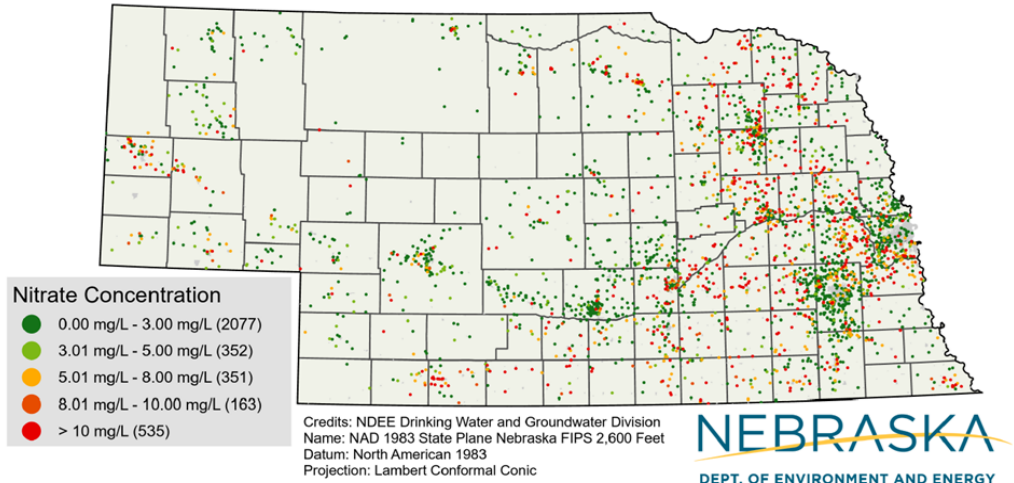 Nitrate Concentration
0.00 mg/L - 3.00 mg/L (2077)
3.01 mg/L - 5.00 mg/L (352)
5.01 mg/L - 8.00 mg/L (351)
8.01 mg/L - 10.00 mg/L (163)
> 10 mg/L (535)
Credits: NDEE Drinking Water and Groundwater Division
Name: NAD 1983 State Plane Nebraska FIPS 2,600 Feet
Datum: North American 1983
Projection: Lambert Conformal Conic
NEBRASKA
DEPT. OF ENVIRONMENT AND ENERGY